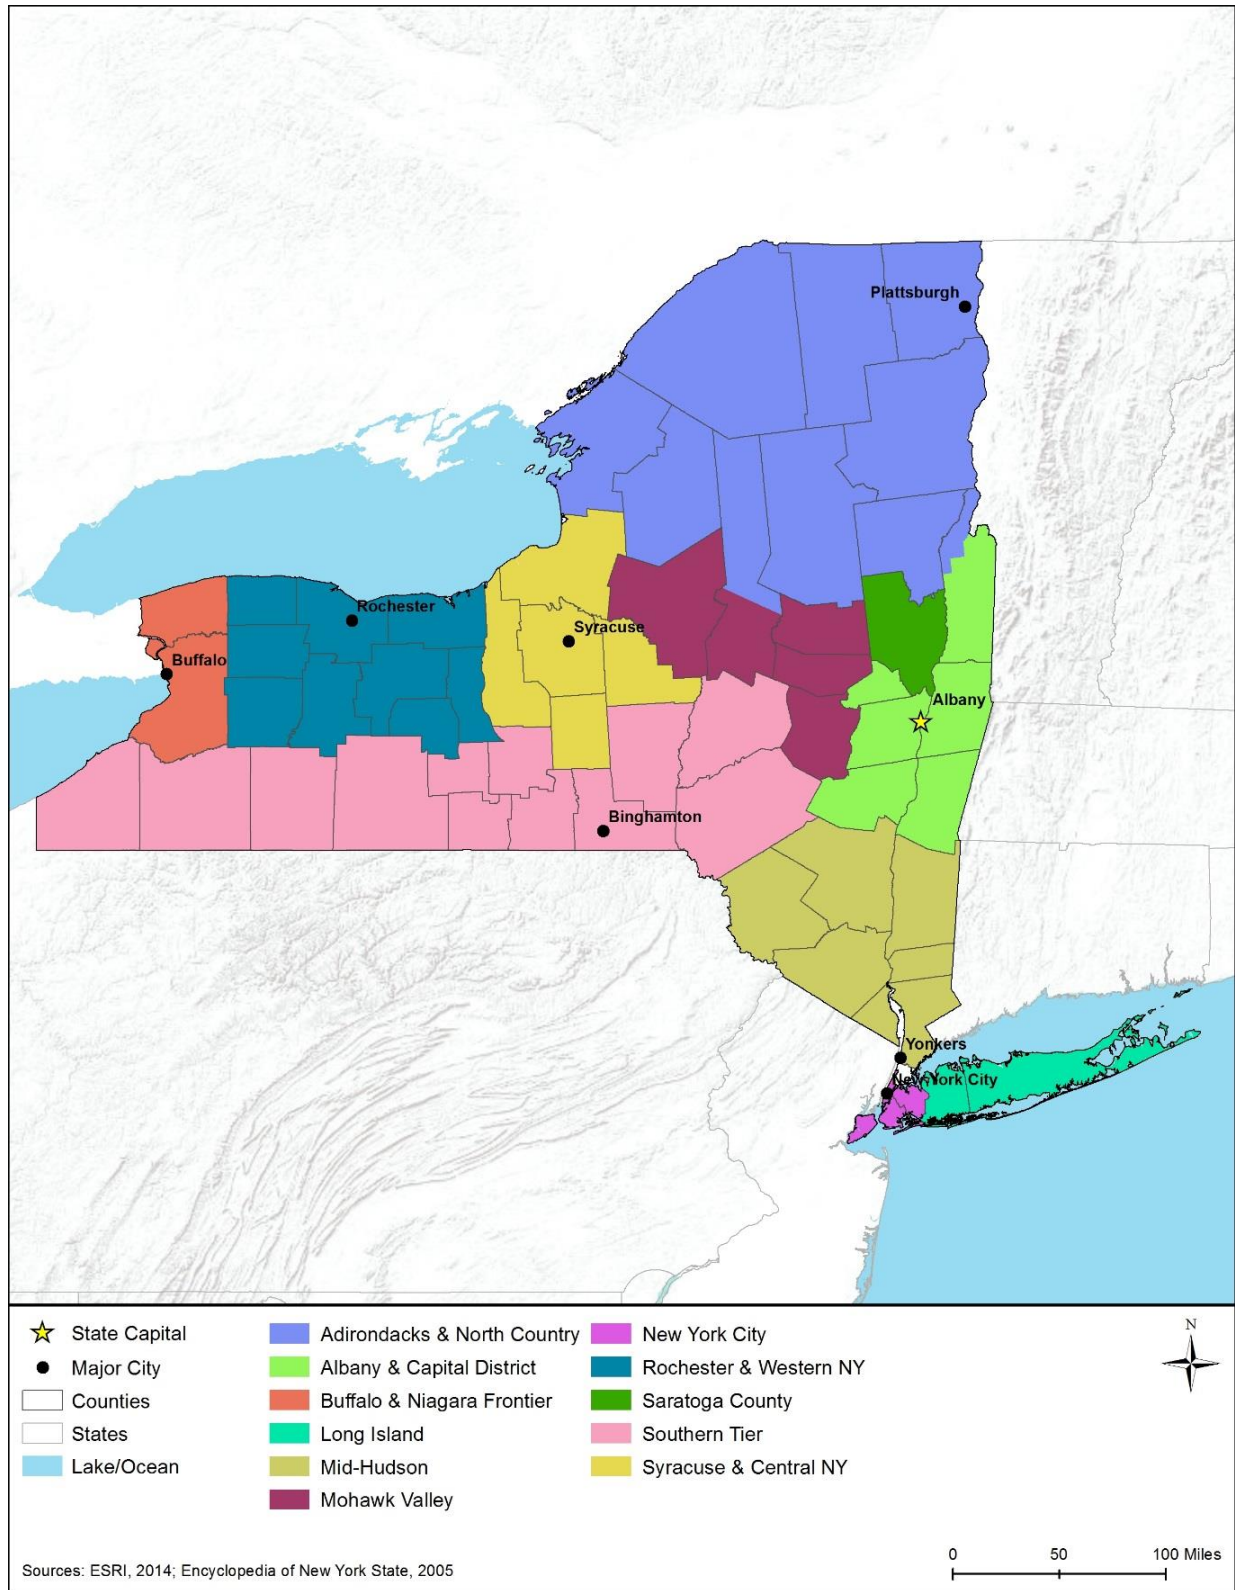 Plattsburgh
Rochester
Syracuse
Buffalo
Albany
Binghamton
Yonkers
New York City
State Capital
Major City
Counties
States
Lake/Ocean
Adirondacks & North Country
Albany & Capital District
Buffalo & Niagara Frontier
Long Island
Mid-Hudson
Mohawk Valley
New York City
Rochester & Western NY
Saratoga County
Southern Tier
Syracuse & Central NY
N
0 50 100 Miles
Sources: ESRI, 2014; Encyclopedia of New York State, 2005